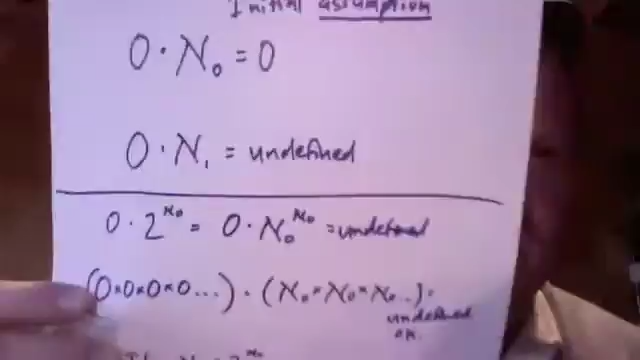 Initial assumption
0 · ℵ₀ = 0
0 · ℵ₁ = undefined
0 · 2^ℵ₀ = 0 · ℵ₀^ℵ₀ = undefined
(0×0×0×0...) · (ℵ₀×ℵ₀×ℵ₀..) =
undefined